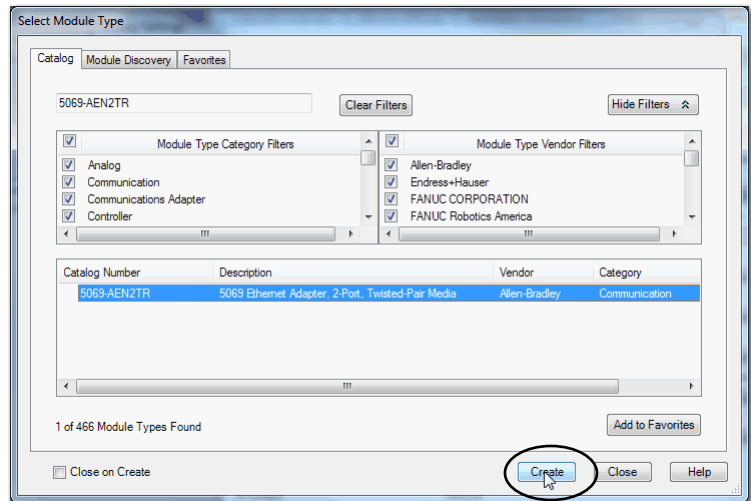 Select Module Type
Catalog Module Discovery Favorites
5069-AEN2TR Clear Filters Hide Filters
Module Type Category Filters Module Type Vendor Filters
Analog Allen-Bradley
Communication Endress+Hauser
Communications Adapter FANUC CORPORATION
Controller FANUC Robotics America
Catalog Number Description Vendor Category
5069-AEN2TR 5069 Ethernet Adapter, 2-Port, Twisted-Pair Media Allen-Bradley Communication
1 of 466 Module Types Found Add to Favorites
Close on Create Create Close Help